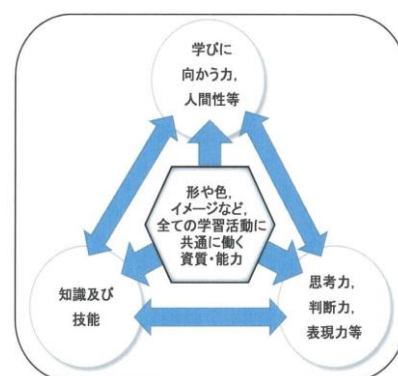 学びに
向かう力,
人間性等
形や色,
イメージなど,
全ての学習活動に
共通に働く
資質・能力
知識及び
技能
思考力,
判断力,
表現力等